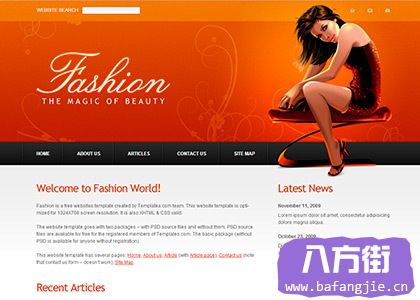 WEBSITE SEARCH
Fashion
THE MAGIC OF BEAUTY
HOME ABOUT US ARTICLES CONTACT US SITE MAP
Welcome to Fashion World!
Fashion is a free websites template created by Templates.com team. This website template is opti-
mized for 1024X768 screen resolution. It is also XHTML & CSS valid.
The website template goes with two packages – with PSD source files and without them. PSD source
files are available for free for the registered members of Templates.com. The basic package (without
PSD is available for anyone without registration).
This website template has several pages: Home, About us, Article (with Article page), Contact us (note
that contact us form – doesn't work), Site Map.
Recent Articles
Latest News
November 11, 2009
Lorem ipsum dolor sit amet, consectetur adipisicing
dolore magna aliquat.
October 23, 2009
八方街
www.bafangjie.cn